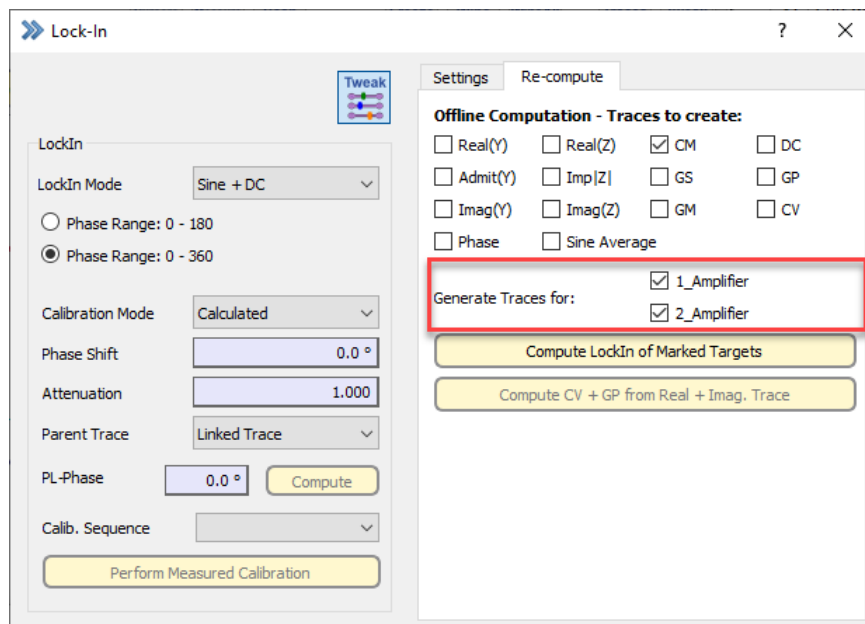 Lock-In
?
Tweak
LockIn
LockIn Mode
Sine + DC
Phase Range: 0 - 180
Phase Range: 0 - 360
Calibration Mode
Calculated
Phase Shift
0.0 °
Attenuation
1.000
Parent Trace
Linked Trace
PL-Phase
0.0 °
Compute
Calib. Sequence
Perform Measured Calibration
Settings
Re-compute
Offline Computation - Traces to create:
Real(Y) Real(Z) CM DC
Admit(Y) Imp|Z| GS GP
Imag(Y) Imag(Z) GM CV
Phase Sine Average
Generate Traces for:
1_Amplifier
2_Amplifier
Compute LockIn of Marked Targets
Compute CV + GP from Real + Imag. Trace